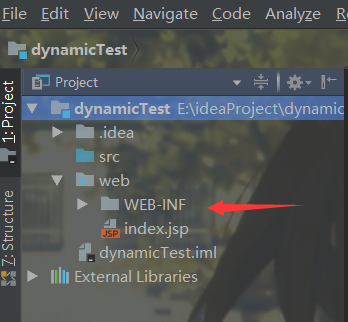 File Edit View Navigate Code Analyze
dynamicTest
1: Project
Project
dynamicTest E:\ideaProject\dynamic
.idea
src
web
WEB-INF
JSP
index.jsp
dynamicTest.iml
External Libraries
7: Structure